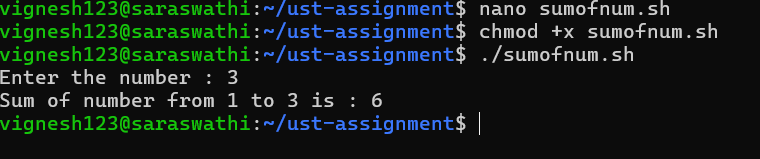 vignesh123@saraswathi:~/ust-assignment$ nano sumofnum.sh
vignesh123@saraswathi:~/ust-assignment$ chmod +x sumofnum.sh
vignesh123@saraswathi:~/ust-assignment$ ./sumofnum.sh
Enter the number : 3
Sum of number from 1 to 3 is : 6
vignesh123@saraswathi:~/ust-assignment$